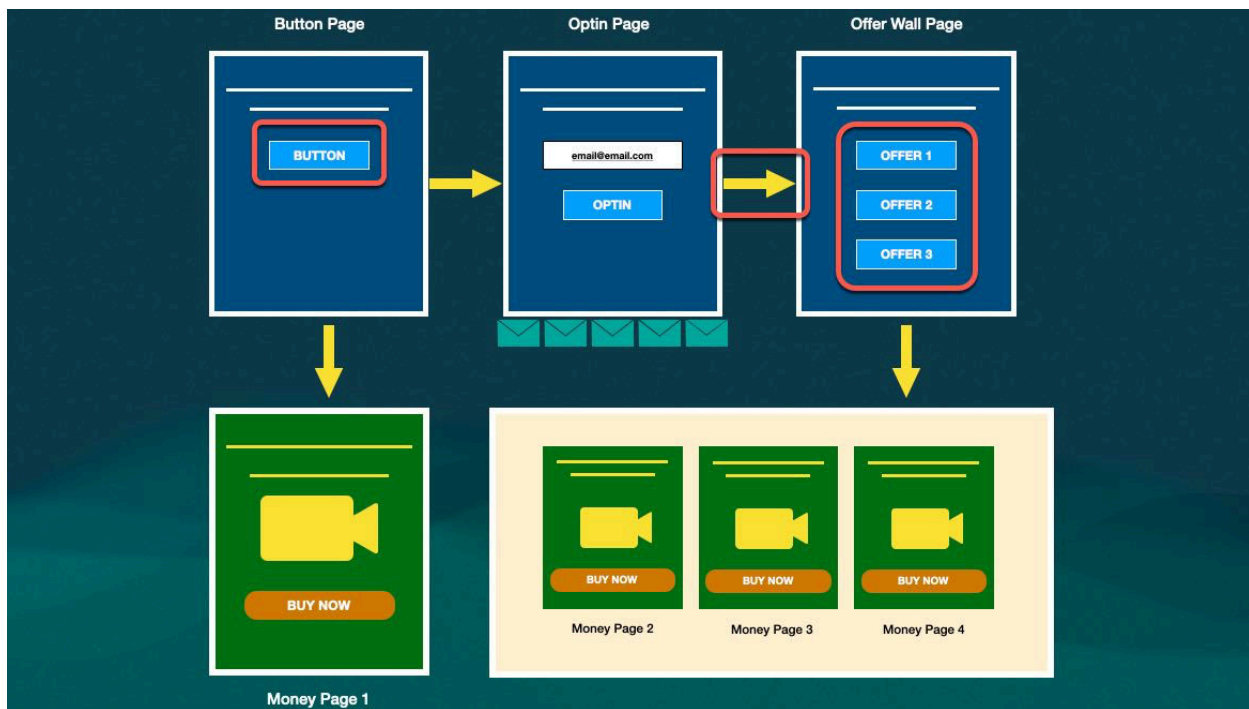 Button Page
Optin Page
Offer Wall Page
BUTTON
email@email.com
OPTIN
OFFER 1
OFFER 2
OFFER 3
BUY NOW
Money Page 1
BUY NOW
BUY NOW
BUY NOW
Money Page 2
Money Page 3
Money Page 4